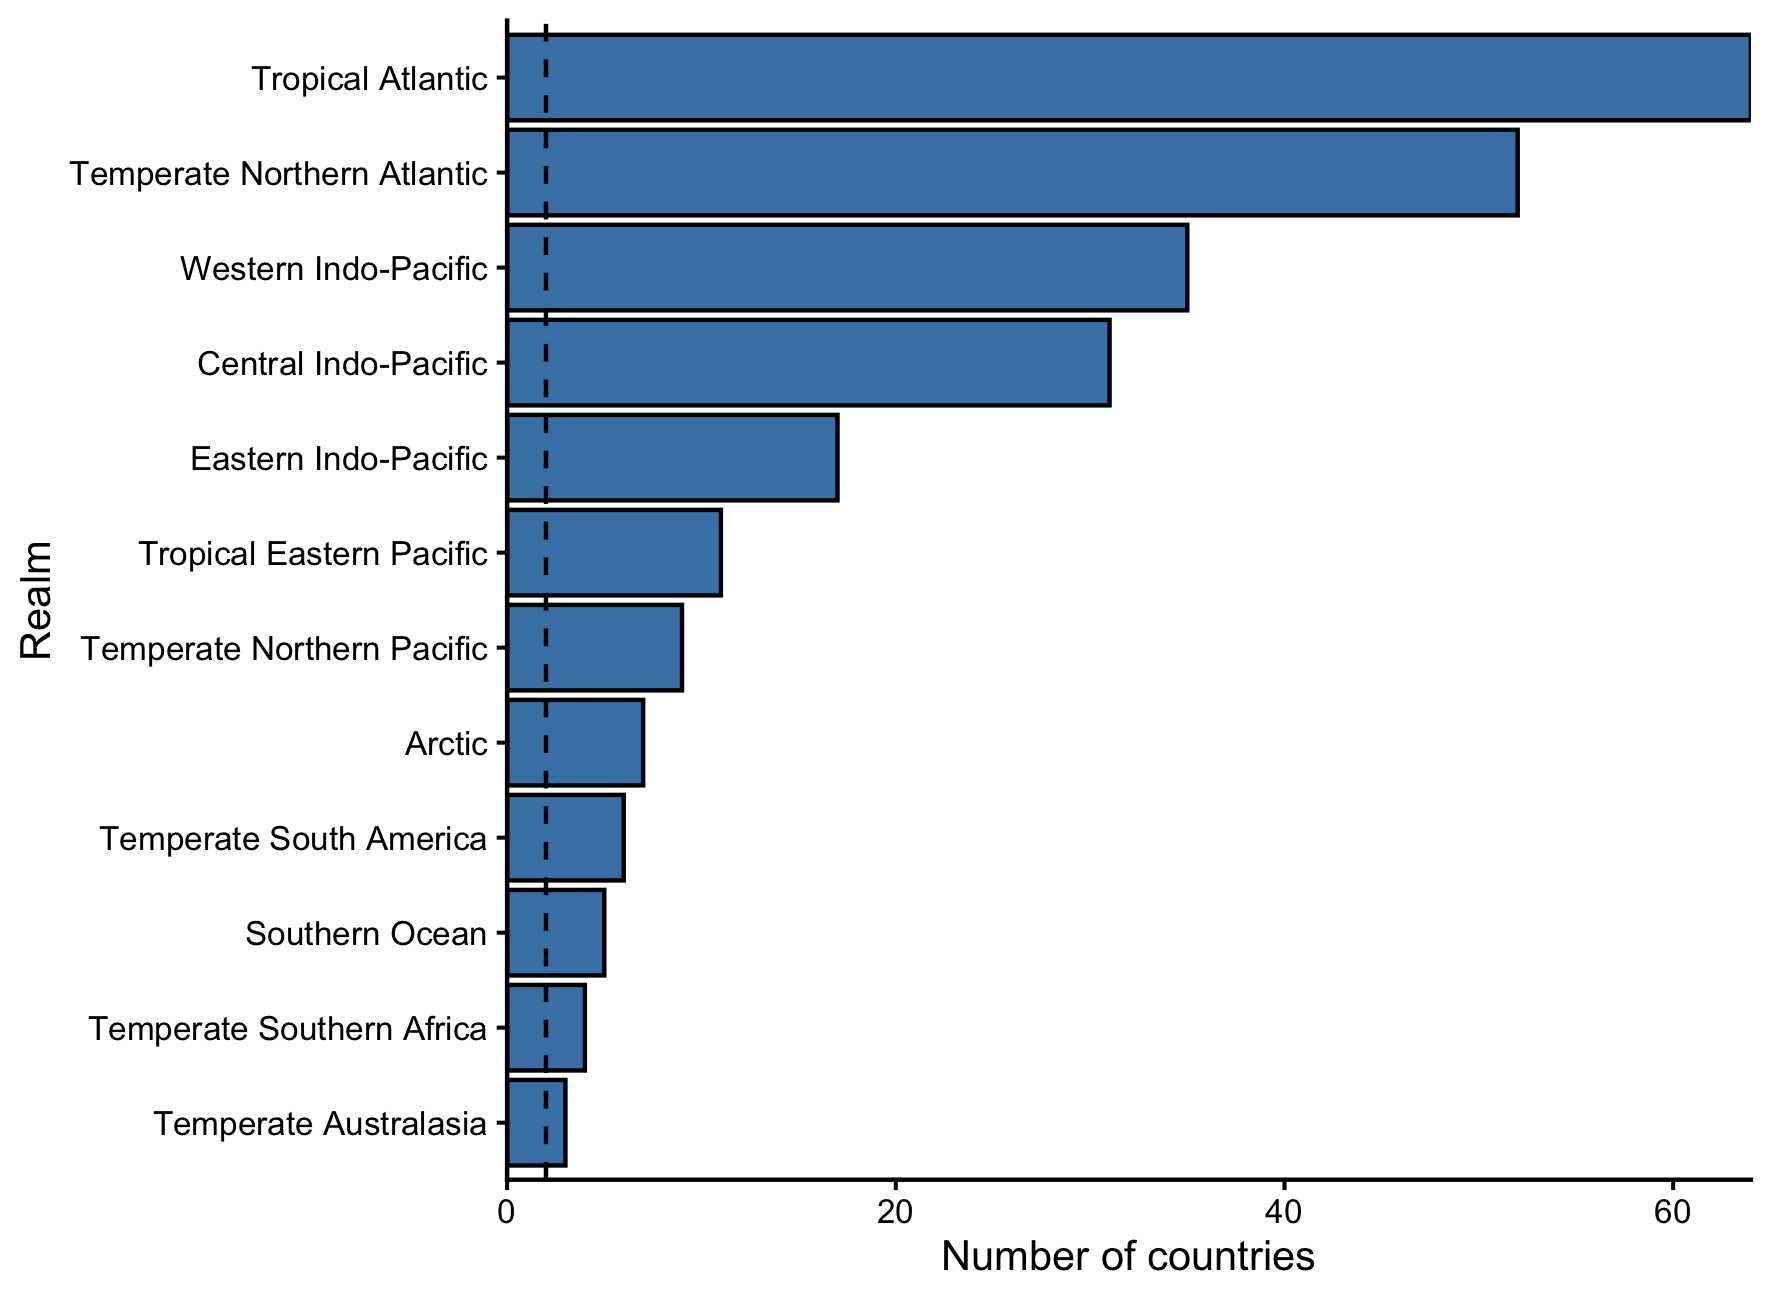 Tropical Atlantic
Temperate Northern Atlantic
Western Indo-Pacific
Central Indo-Pacific
Eastern Indo-Pacific
Tropical Eastern Pacific
Temperate Northern Pacific
Arctic
Temperate South America
Southern Ocean
Temperate Southern Africa
Temperate Australasia
Realm
0 20 40 60
Number of countries